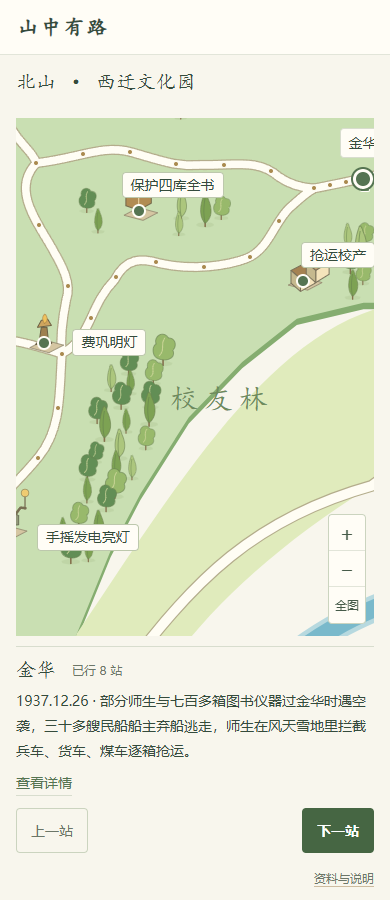 山中有路
北山 • 西迁文化园
金华
保护四库全书
抢运校产
费巩明灯
校友林
手摇发电亮灯
+
−
全图
金华 已行 8 站
1937.12.26 · 部分师生与七百多箱图书仪器过金华时遇空
袭，三十多艘民船船主弃船逃走，师生在风天雪地里拦截
兵车、货车、煤车逐箱抢运。
查看详情
上一站
下一站
资料与说明